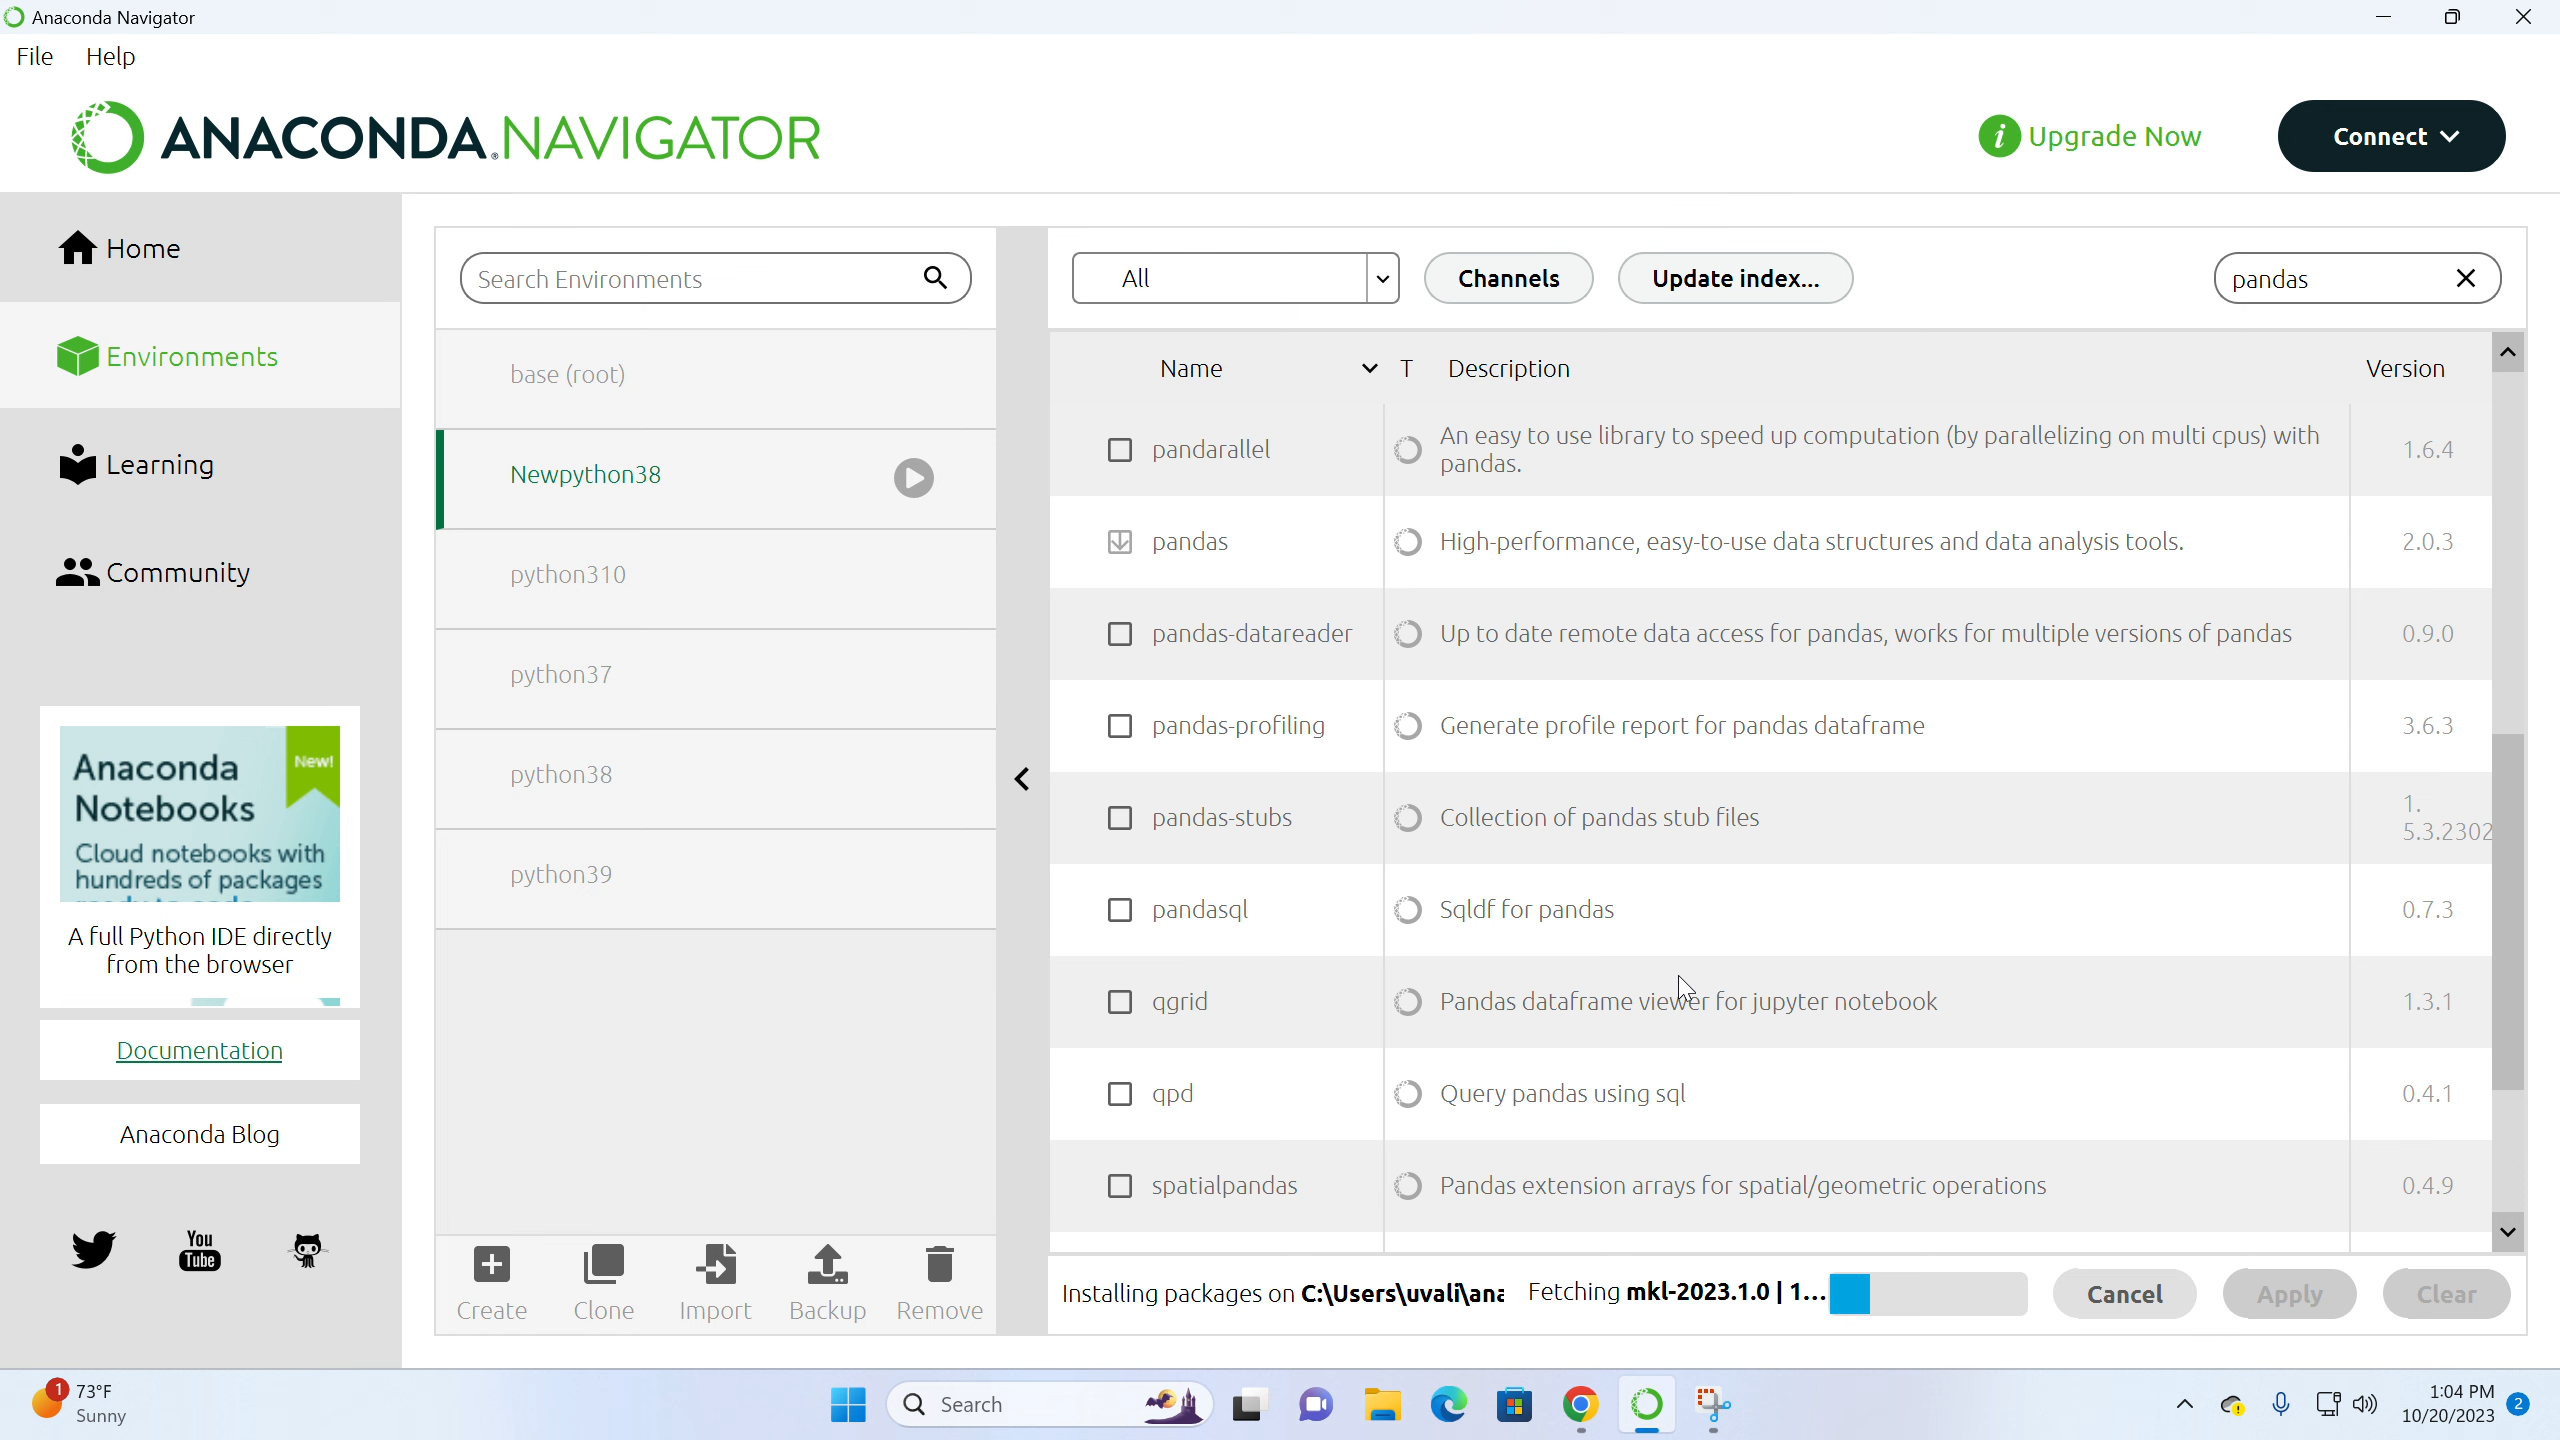 Anaconda Navigator
File Help
ANACONDA.NAVIGATOR
i Upgrade Now
Connect
Home
Environments
Learning
Community
Anaconda
Notebooks
New!
Cloud notebooks with
hundreds of packages
A full Python IDE directly
from the browser
Documentation
Anaconda Blog
You
Tube
Search Environments
base (root)
Newpython38
python310
python37
python38
python39
Create Clone Import Backup Remove
All Channels Update index... pandas
Name T Description Version
pandarallel An easy to use library to speed up computation (by parallelizing on multi cpus) with 1.6.4
pandas.
pandas High-performance, easy-to-use data structures and data analysis tools. 2.0.3
pandas-datareader Up to date remote data access for pandas, works for multiple versions of pandas 0.9.0
pandas-profiling Generate profile report for pandas dataframe 3.6.3
pandas-stubs Collection of pandas stub files 1.
5.3.2302
pandasql Sqldf for pandas 0.7.3
qgrid Pandas dataframe viewer for jupyter notebook 1.3.1
qpd Query pandas using sql 0.4.1
spatialpandas Pandas extension arrays for spatial/geometric operations 0.4.9
Installing packages on C:\Users\uvali\ana Fetching mkl-2023.1.0 | 1... Cancel Apply Clear
1 73°F
Sunny
Search
1:04 PM
10/20/2023 2